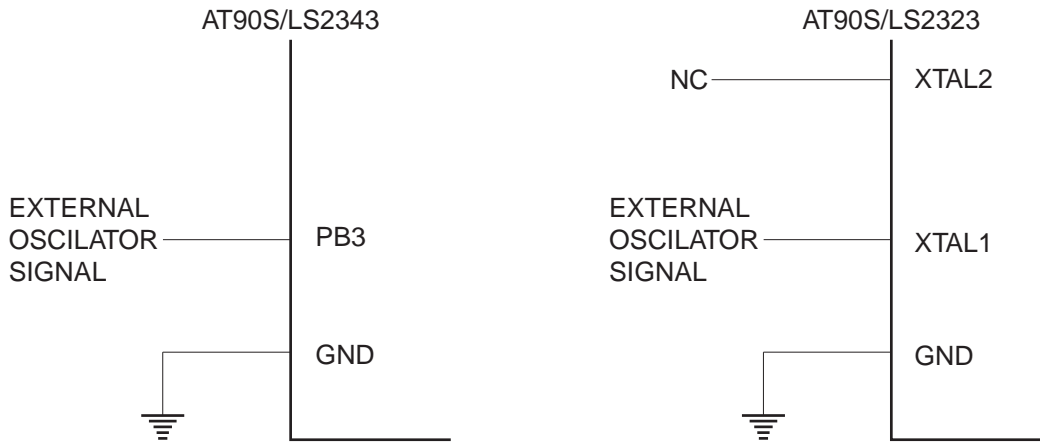 AT90S/LS2343
EXTERNAL
OSCILATOR
SIGNAL
PB3
GND
AT90S/LS2323
NC
XTAL2
EXTERNAL
OSCILATOR
SIGNAL
XTAL1
GND